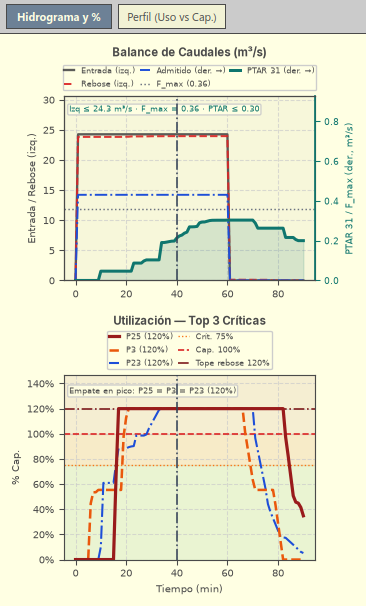 Hidrograma y %
Perfil (Uso vs Cap.)
Balance de Caudales (m³/s)
Entrada (izq.)
Admitido (der. →)
PTAR 31 (der., →)
Rebose (izq.)
F_max (0.36)
Izq ≤ 24.3 m³/s · F_max = 0.36 · PTAR ≤ 0.30
Entrada / Rebose (izq.)
30
25
20
15
10
5
0
0.8
0.6
0.4
0.2
0.0
PTAR 31 / F_max (der., m³/s)
0
20
40
60
80
Utilización — Top 3 Críticas
P25 (120%)
Crít. 75%
P3 (120%)
Cap. 100%
P23 (120%)
Tope rebose 120%
Empate en pico: P25 = P3 = P23 (120%)
% Cap.
140%
120%
100%
80%
60%
40%
20%
0%
0
20
40
60
80
Tiempo (min)